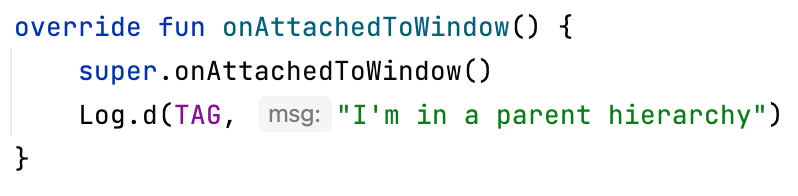 override fun onAttachedToWindow() {
    super.onAttachedToWindow()
    Log.d(TAG, msg: "I'm in a parent hierarchy")
}